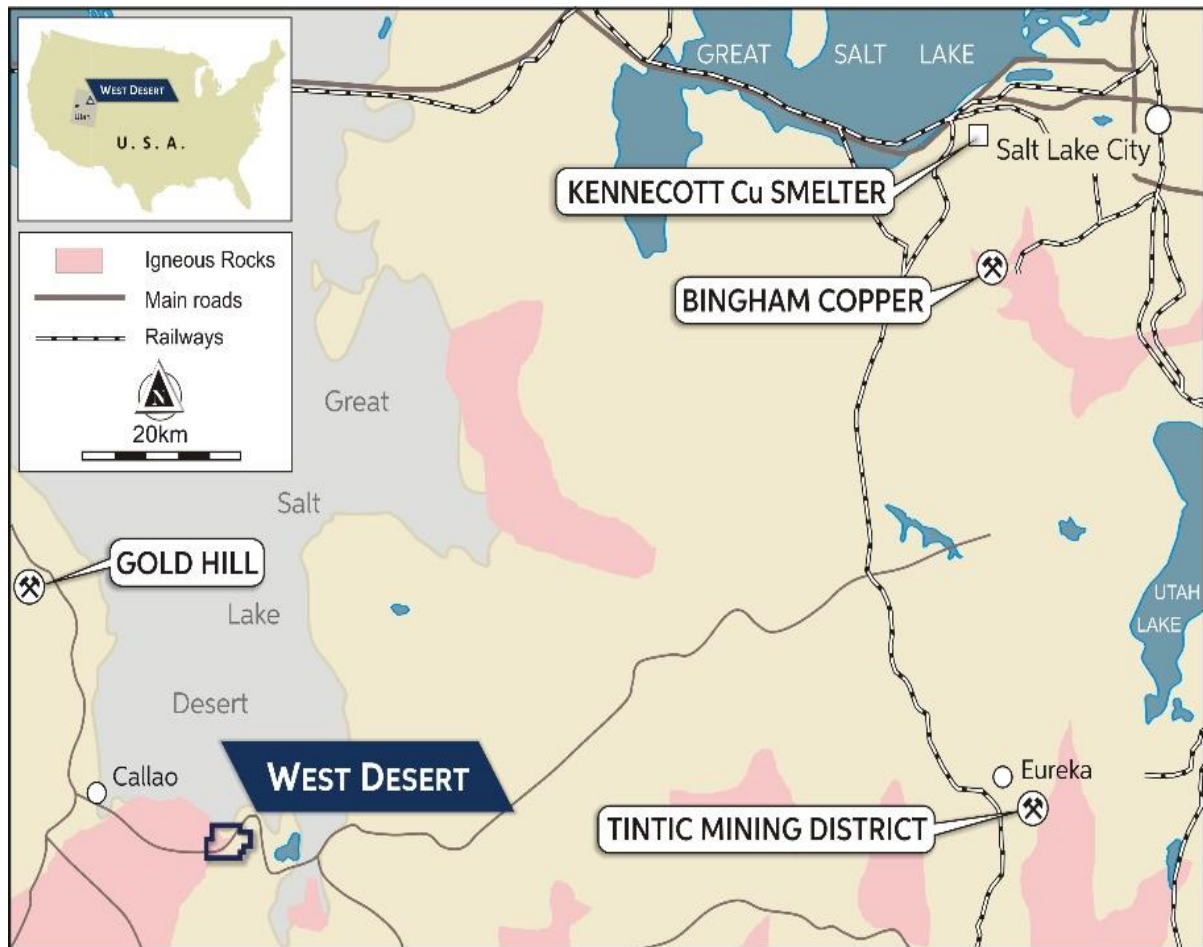 WEST DESERT
Utah
U. S. A.
Igneous Rocks
Main roads
Railways
N
20km
GREAT SALT LAKE
Salt Lake City
KENNECOTT Cu SMELTER
BINGHAM COPPER
Great
Salt
Lake
Desert
GOLD HILL
UTAH
LAKE
Callao
WEST DESERT
Eureka
TINTIC MINING DISTRICT